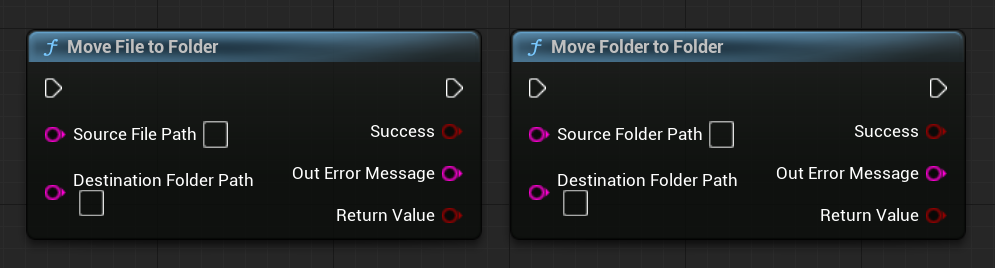 Move File to Folder
Source File Path
Success
Destination Folder Path
Out Error Message
Return Value
Move Folder to Folder
Source Folder Path
Success
Destination Folder Path
Out Error Message
Return Value